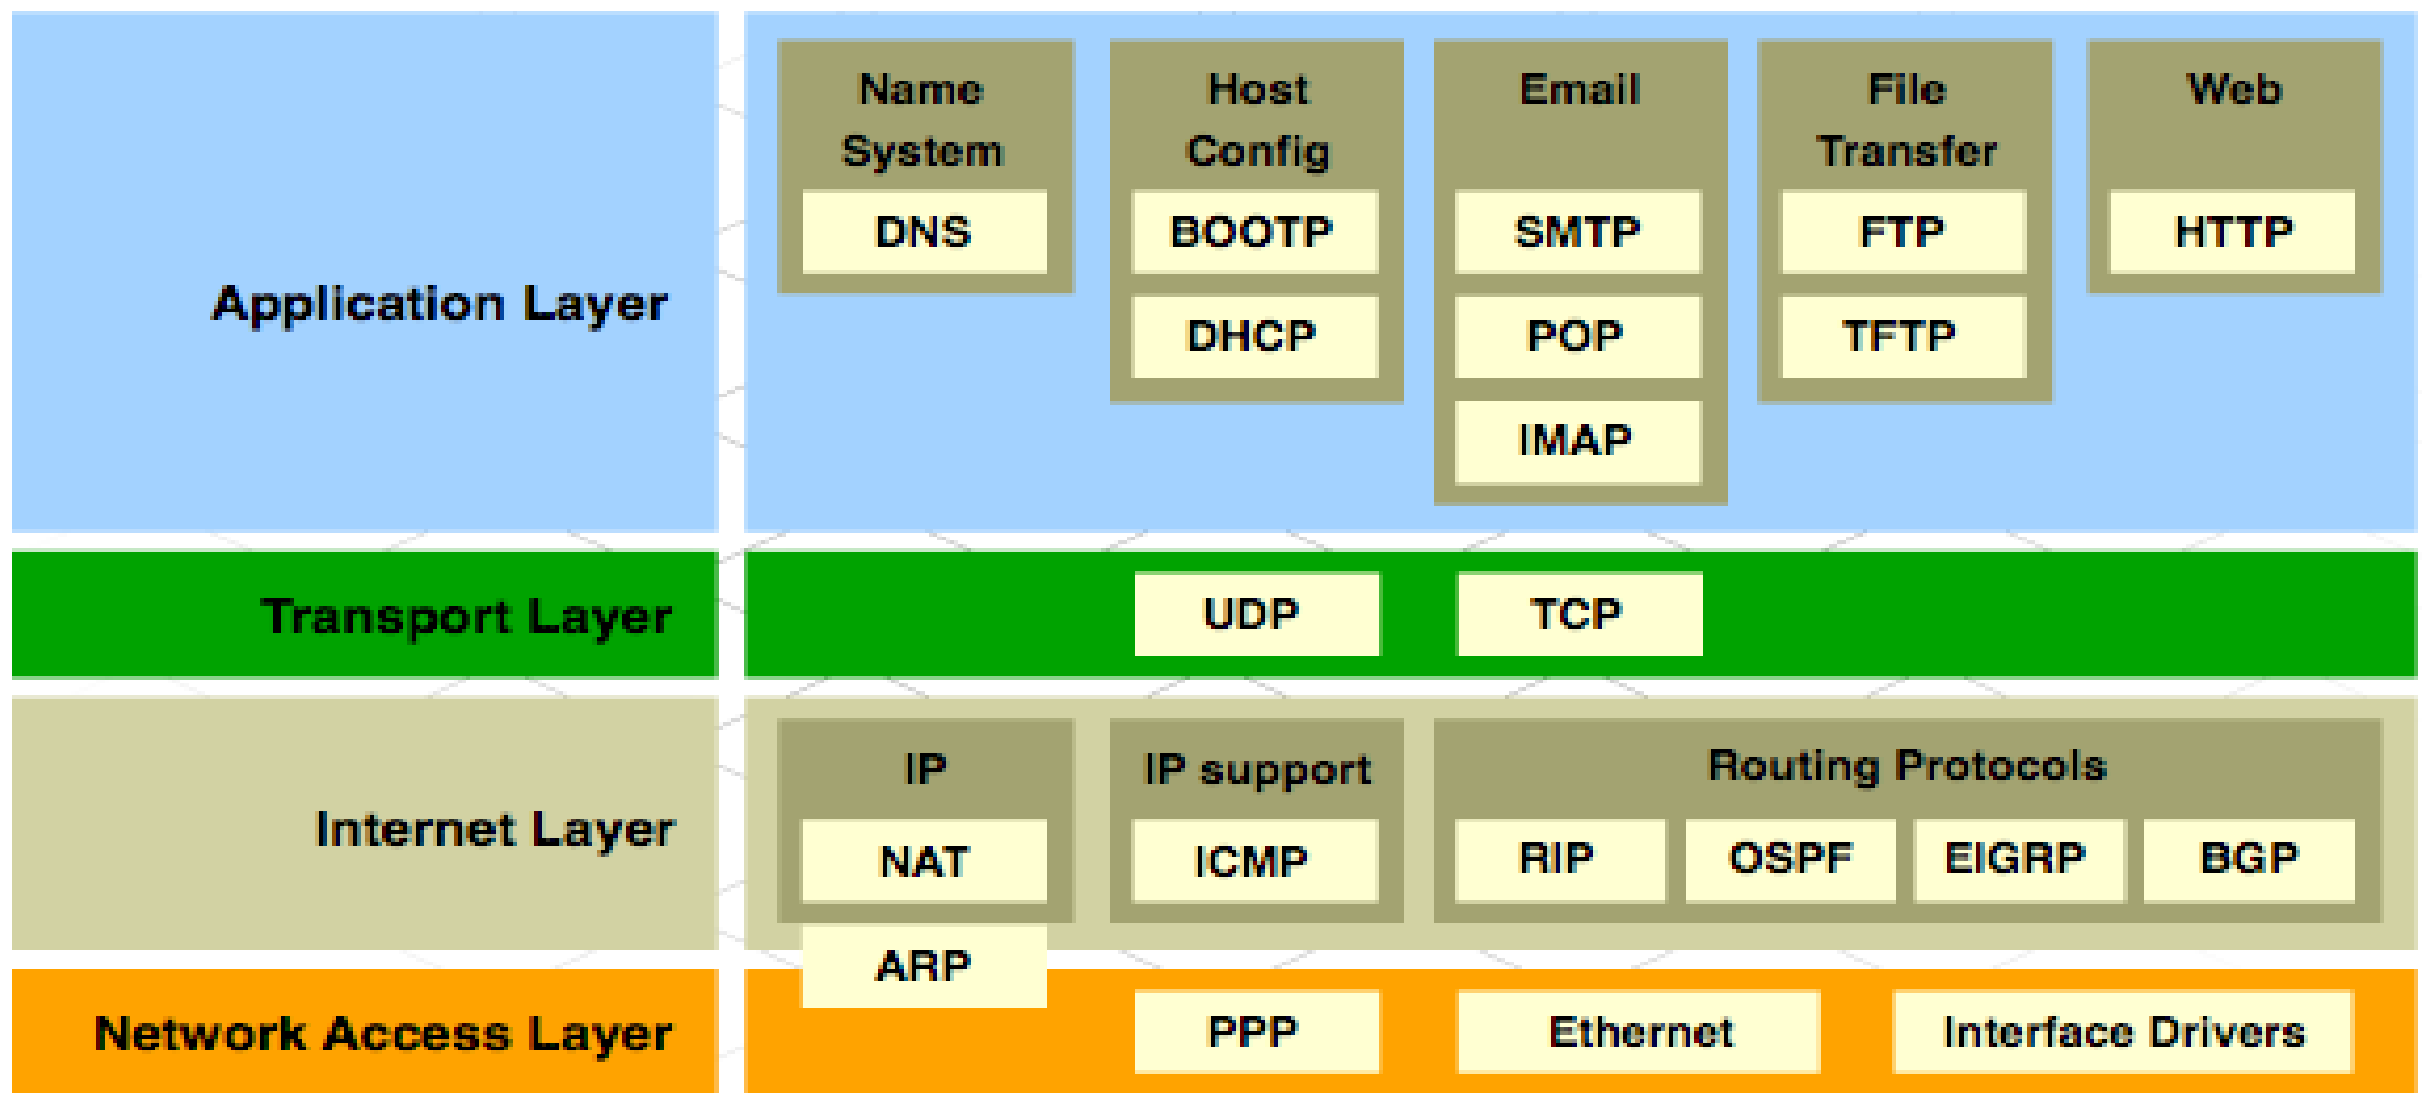 Application Layer
Name
System
DNS
Host
Config
BOOTP
DHCP
Email
SMTP
POP
IMAP
File
Transfer
FTP
TFTP
Web
HTTP
Transport Layer
UDP
TCP
Internet Layer
IP
NAT
ARP
IP support
ICMP
Routing Protocols
RIP
OSPF
EIGRP
BGP
Network Access Layer
PPP
Ethernet
Interface Drivers